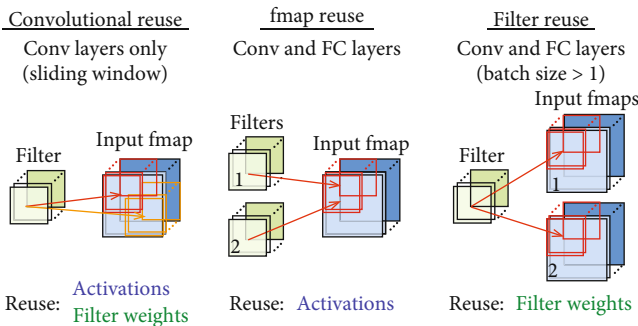 Convolutional reuse
Conv layers only
(sliding window)
Filter
Input fmap
Reuse: Activations
Filter weights
fmap reuse
Conv and FC layers
Filters
Input fmap
1
2
Reuse: Activations
Filter reuse
Conv and FC layers
(batch size > 1)
Input fmaps
Filter
1
2
Reuse: Filter weights